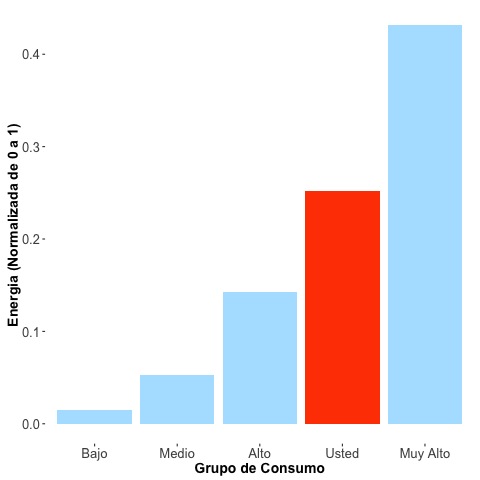 Energia (Normalizada de 0 a 1)
0.4
0.3
0.2
0.1
0.0
Bajo Medio Alto Usted Muy Alto
Grupo de Consumo